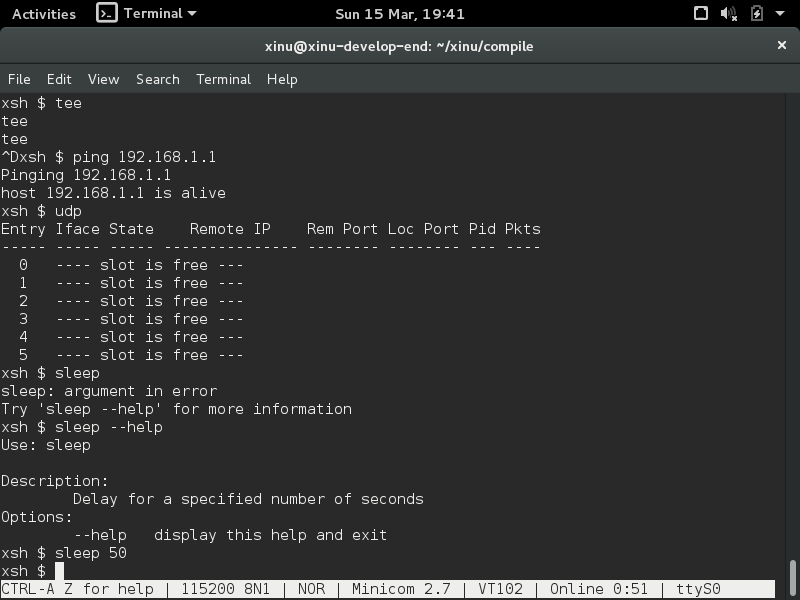 Activities Terminal Sun 15 Mar, 19:41
xinu@xinu-develop-end: ~/xinu/compile
File Edit View Search Terminal Help
xsh $ tee
tee
tee
^Dxsh $ ping 192.168.1.1
Pinging 192.168.1.1
host 192.168.1.1 is alive
xsh $ udp
Entry Iface State    Remote IP    Rem Port Loc Port Pid Pkts
----- ----- ----- --------------- -------- -------- --- ----
  0   ---- slot is free ---
  1   ---- slot is free ---
  2   ---- slot is free ---
  3   ---- slot is free ---
  4   ---- slot is free ---
  5   ---- slot is free ---
xsh $ sleep
sleep: argument in error
Try 'sleep --help' for more information
xsh $ sleep --help
Use: sleep
Description:
        Delay for a specified number of seconds
Options:
        --help   display this help and exit
xsh $ sleep 50
xsh $
CTRL-A Z for help | 115200 8N1 | NOR | Minicom 2.7 | VT102 | Online 0:51 | ttyS0